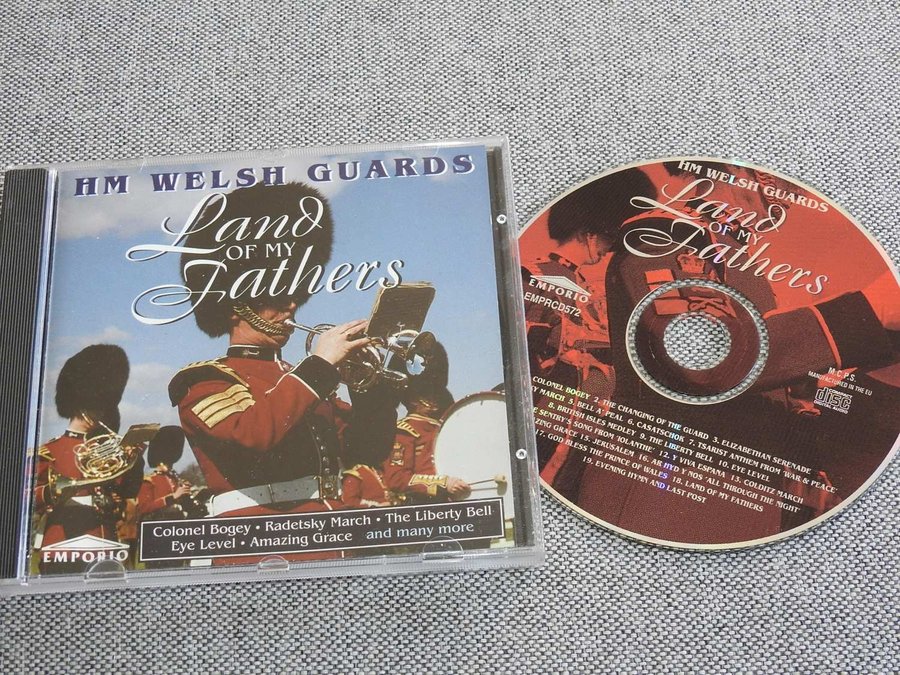 HM WELSH GUARDS
Land
OF MY
Fathers
Colonel Bogey • Radetsky March • The Liberty Bell
Eye Level • Amazing Grace and many more
EMPORIO
HM WELSH GUARDS
Land
OF MY
Fathers
EMPORIO
EMPRCD572
M.C.P.S.
MANUFACTURED IN THE EU
COMPACT
disc
DIGITAL AUDIO
COLONEL BOGEY 2. THE CHANGING OF THE GUARD 3. ELIZABETHAN SERENADE
MARCH 5. BELL A' PEAL 6. CASATSCHOK 7. TSARIST ANTHEM FROM 'WAR & PEACE'
8. BRITISH ISLES MEDLEY 9. THE LIBERTY BELL 10. EYE LEVEL
SENTRY'S SONG FROM 'IOLANTHE' 12. Y VIVA ESPANA 13. COLDITZ MARCH
GRACE 15. JERUSALEM 16. AR HYD Y NOS 'ALL THROUGH THE NIGHT'
17. GOD BLESS THE PRINCE OF WALES 18. LAND OF MY FATHERS
19. EVENING HYMN AND LAST POST